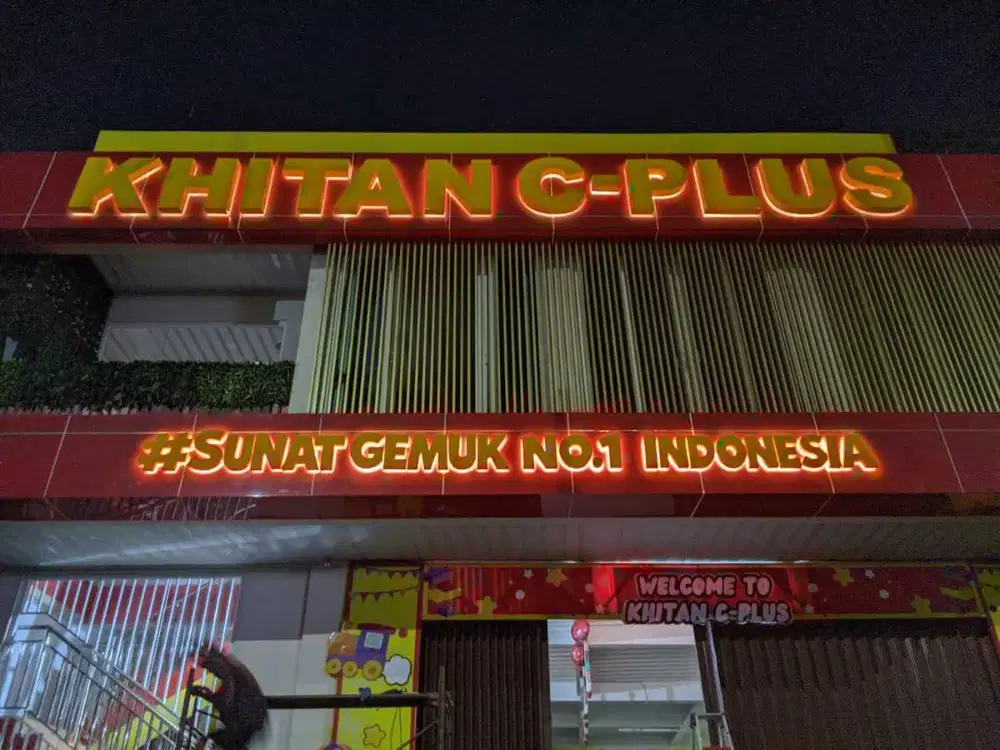 KHITAN C-PLUS
#SUNAT GEMUK NO.1 INDONESIA
WELCOME TO
KHITAN C-PLUS